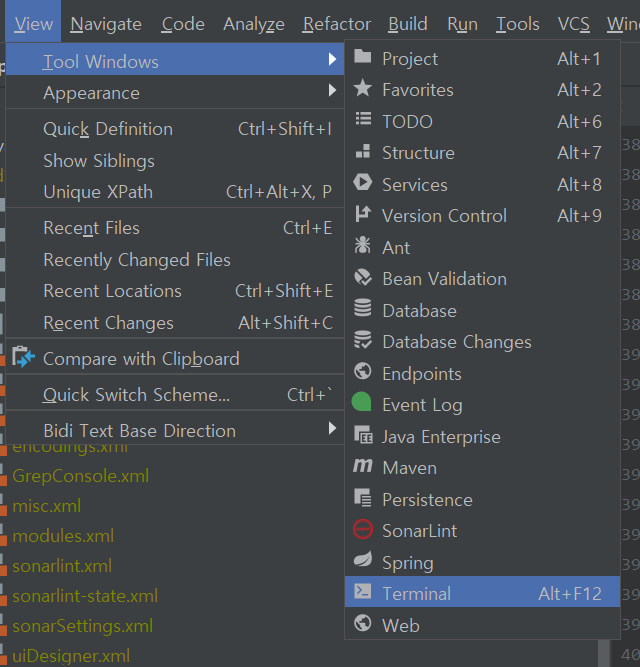 View Navigate Code Analyze Refactor Build Run Tools VCS
Tool Windows
Appearance
Quick Definition Ctrl+Shift+I
Show Siblings
Unique XPath Ctrl+Alt+X, P
Recent Files Ctrl+E
Recently Changed Files
Recent Locations Ctrl+Shift+E
Recent Changes Alt+Shift+C
Compare with Clipboard
Quick Switch Scheme... Ctrl+`
Bidi Text Base Direction
Project Alt+1
Favorites Alt+2
TODO Alt+6
Structure Alt+7
Services Alt+8
Version Control Alt+9
Ant
Bean Validation
Database
Database Changes
Endpoints
Event Log
Java Enterprise
Maven
Persistence
SonarLint
Spring
Terminal Alt+F12
Web
encodings.xml
GrepConsole.xml
misc.xml
modules.xml
sonarlint.xml
sonarlint-state.xml
sonarSettings.xml
uiDesigner.xml